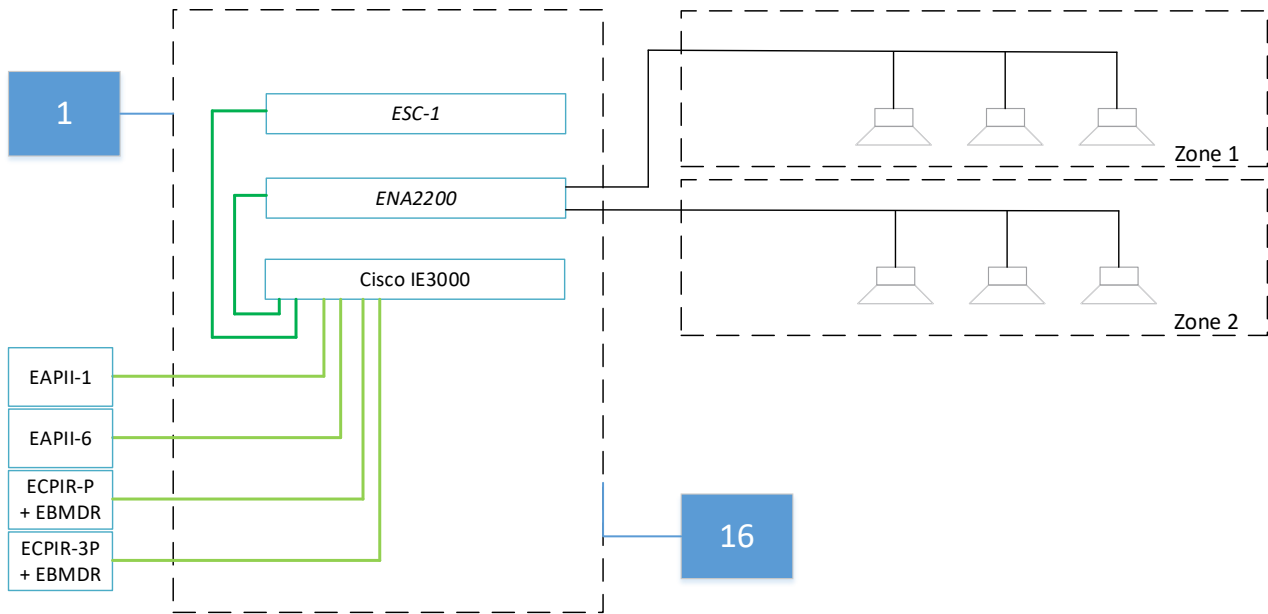 1
ESC-1
ENA2200
Cisco IE3000
Zone 1
Zone 2
EAPII-1
EAPII-6
ECPIR-P
+ EBMDR
ECPIR-3P
+ EBMDR
16